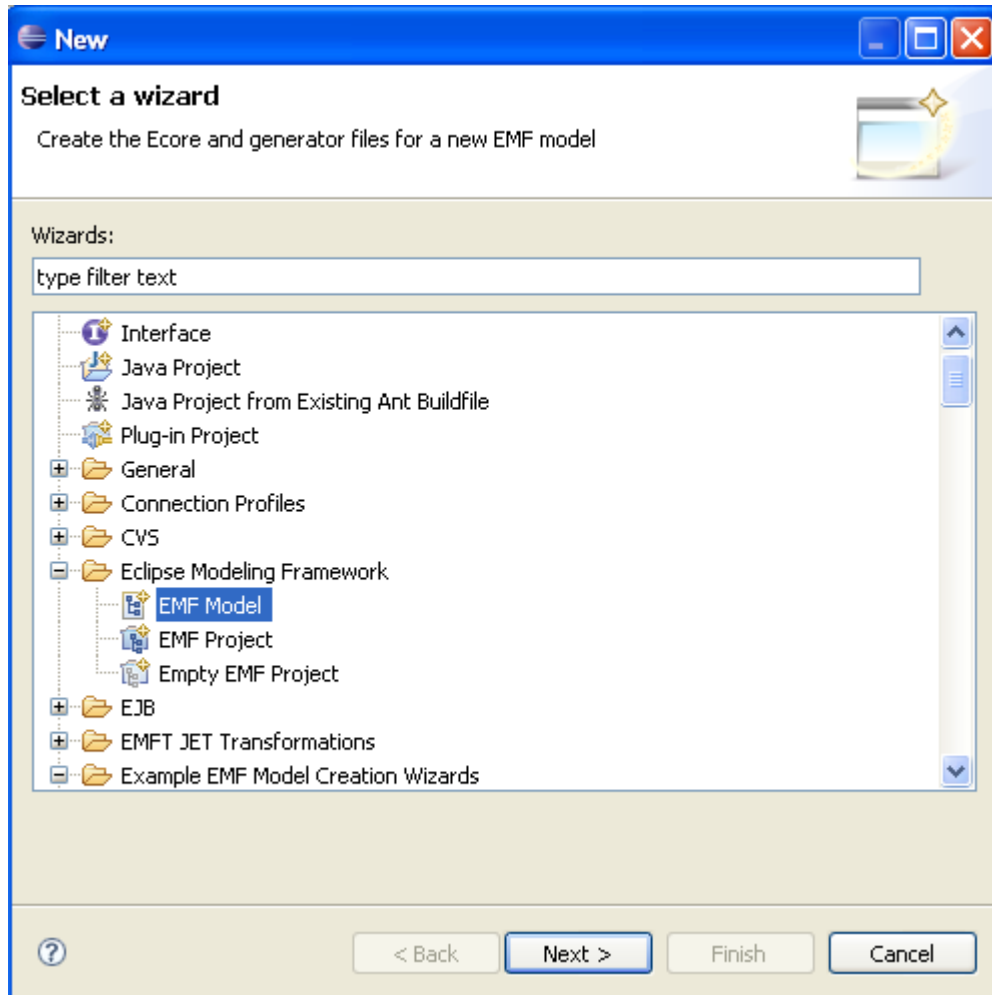 New
Select a wizard
Create the Ecore and generator files for a new EMF model
Wizards:
type filter text
Interface
Java Project
Java Project from Existing Ant Buildfile
Plug-in Project
General
Connection Profiles
CVS
Eclipse Modeling Framework
EMF Model
EMF Project
Empty EMF Project
EJB
EMFT JET Transformations
Example EMF Model Creation Wizards
< Back Next > Finish Cancel